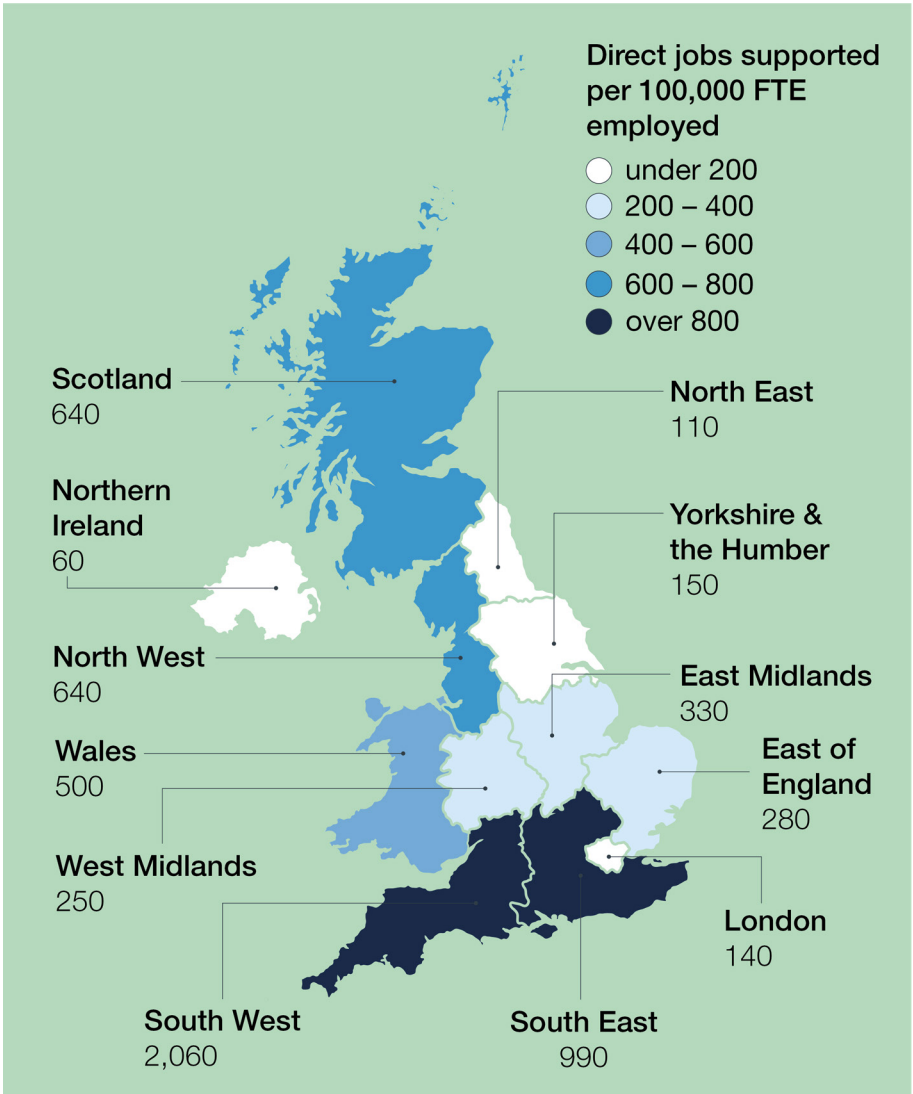 Direct jobs supported
per 100,000 FTE
employed
under 200
200 – 400
400 – 600
600 – 800
over 800
Scotland
640
North East
110
Northern
Ireland
60
Yorkshire &
the Humber
150
North West
640
East Midlands
330
Wales
500
East of
England
280
West Midlands
250
London
140
South West
2,060
South East
990